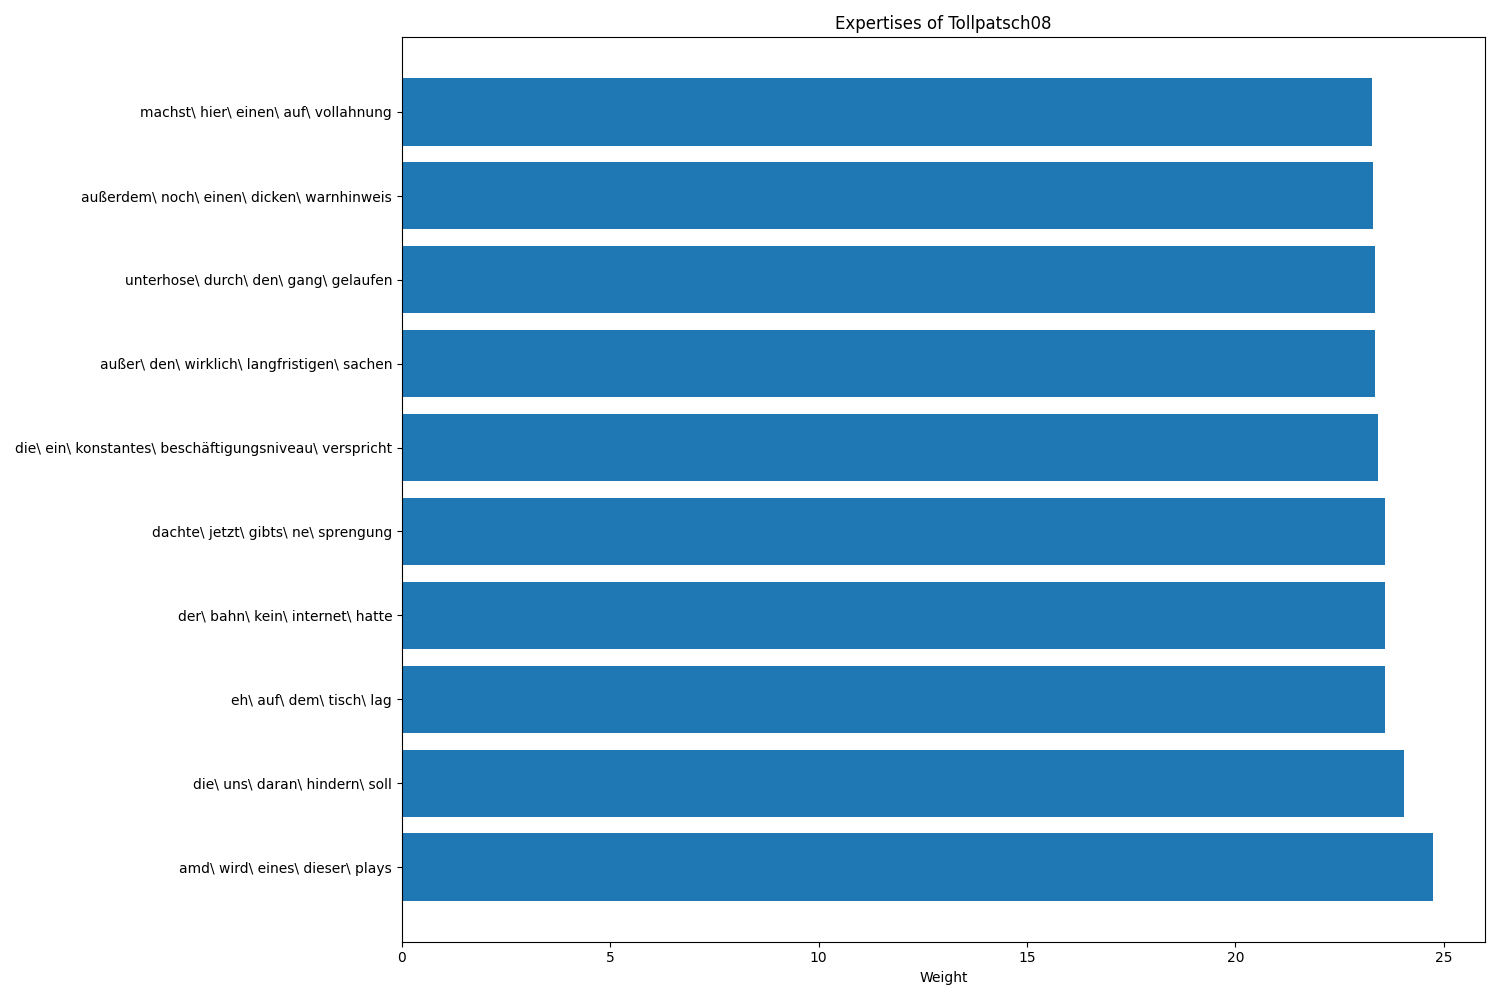 Expertises of Tollpatsch08
machst\ hier\ einen\ auf\ vollahnung
außerdem\ noch\ einen\ dicken\ warnhinweis
unterhose\ durch\ den\ gang\ gelaufen
außer\ den\ wirklich\ langfristigen\ sachen
die\ ein\ konstantes\ beschäftigungsniveau\ verspricht
dachte\ jetzt\ gibts\ ne\ sprengung
der\ bahn\ kein\ internet\ hatte
eh\ auf\ dem\ tisch\ lag
die\ uns\ daran\ hindern\ soll
amd\ wird\ eines\ dieser\ plays
0 5 10 15 20 25
Weight